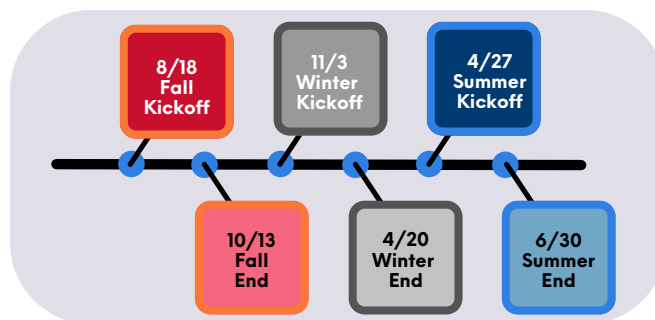 8/18
Fall
Kickoff
11/3
Winter
Kickoff
4/27
Summer
Kickoff
10/13
Fall
End
4/20
Winter
End
6/30
Summer
End